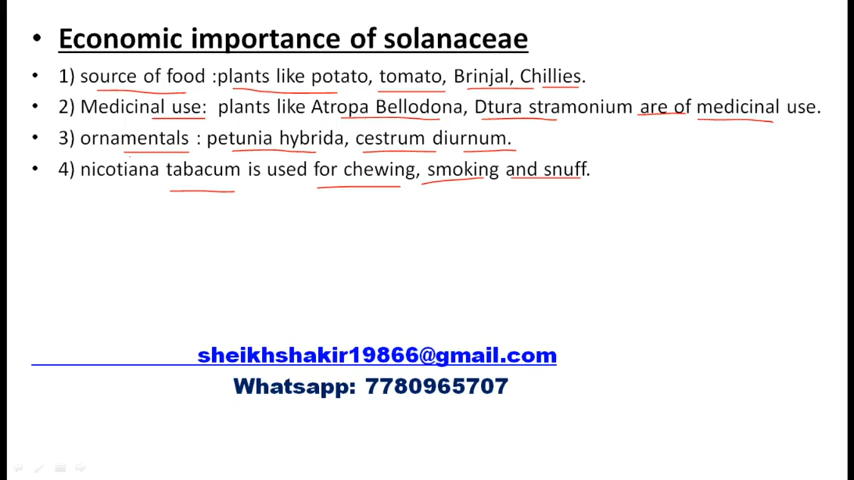 • Economic importance of solanaceae
• 1) source of food :plants like potato, tomato, Brinjal, Chillies.
• 2) Medicinal use: plants like Atropa Bellodona, Dtura stramonium are of medicinal use.
• 3) ornamentals : petunia hybrida, cestrum diurnum.
• 4) nicotiana tabacum is used for chewing, smoking and snuff.
sheikhshakir19866@gmail.com
Whatsapp: 7780965707